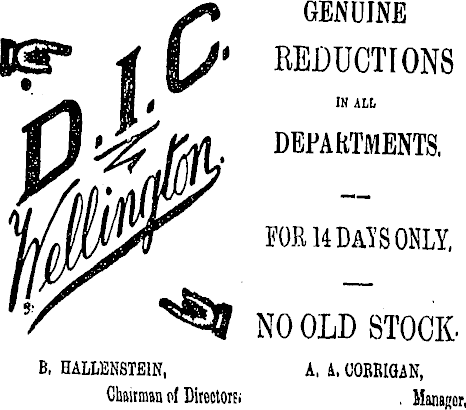 D.I.C.
Wellington.
B. HALLENSTEIN,
Chairman of Directors;
GENUINE
REDUCTIONS
IN ALL
DEPARTMENTS.
FOR 14 DAYS ONLY.
NO OLD STOCK.
A. A. CORRIGAN,
Manager.